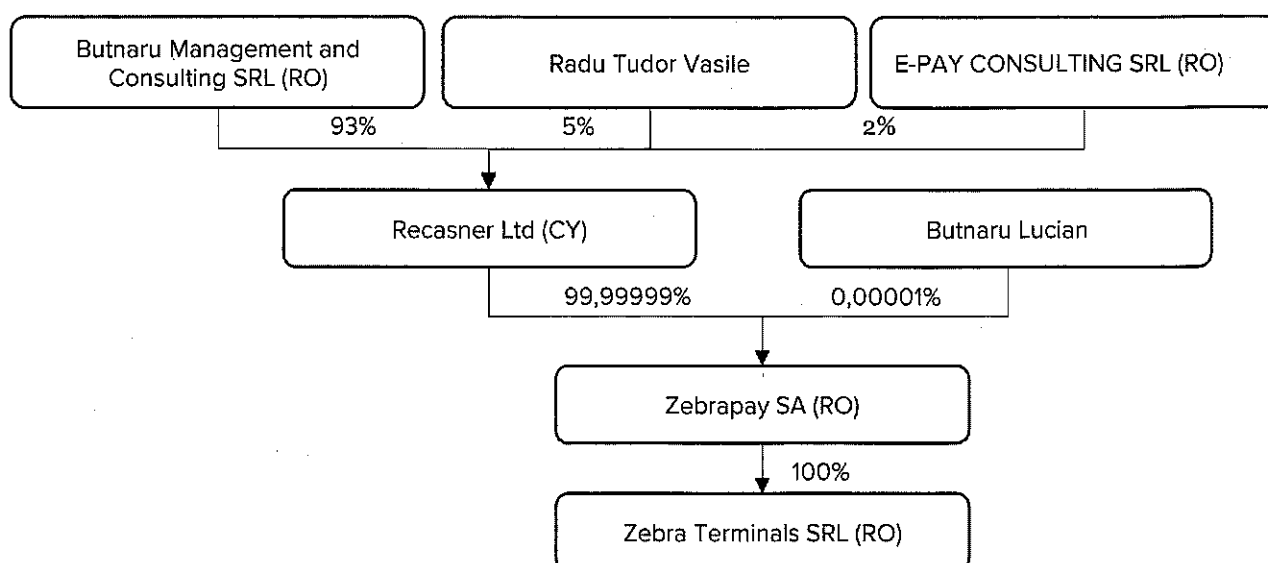 Butnaru Management and
Consulting SRL (RO)
Radu Tudor Vasile
E-PAY CONSULTING SRL (RO)
93%
5%
2%
Recasner Ltd (CY)
Butnaru Lucian
99,99999%
0,00001%
Zebrapay SA (RO)
100%
Zebra Terminals SRL (RO)